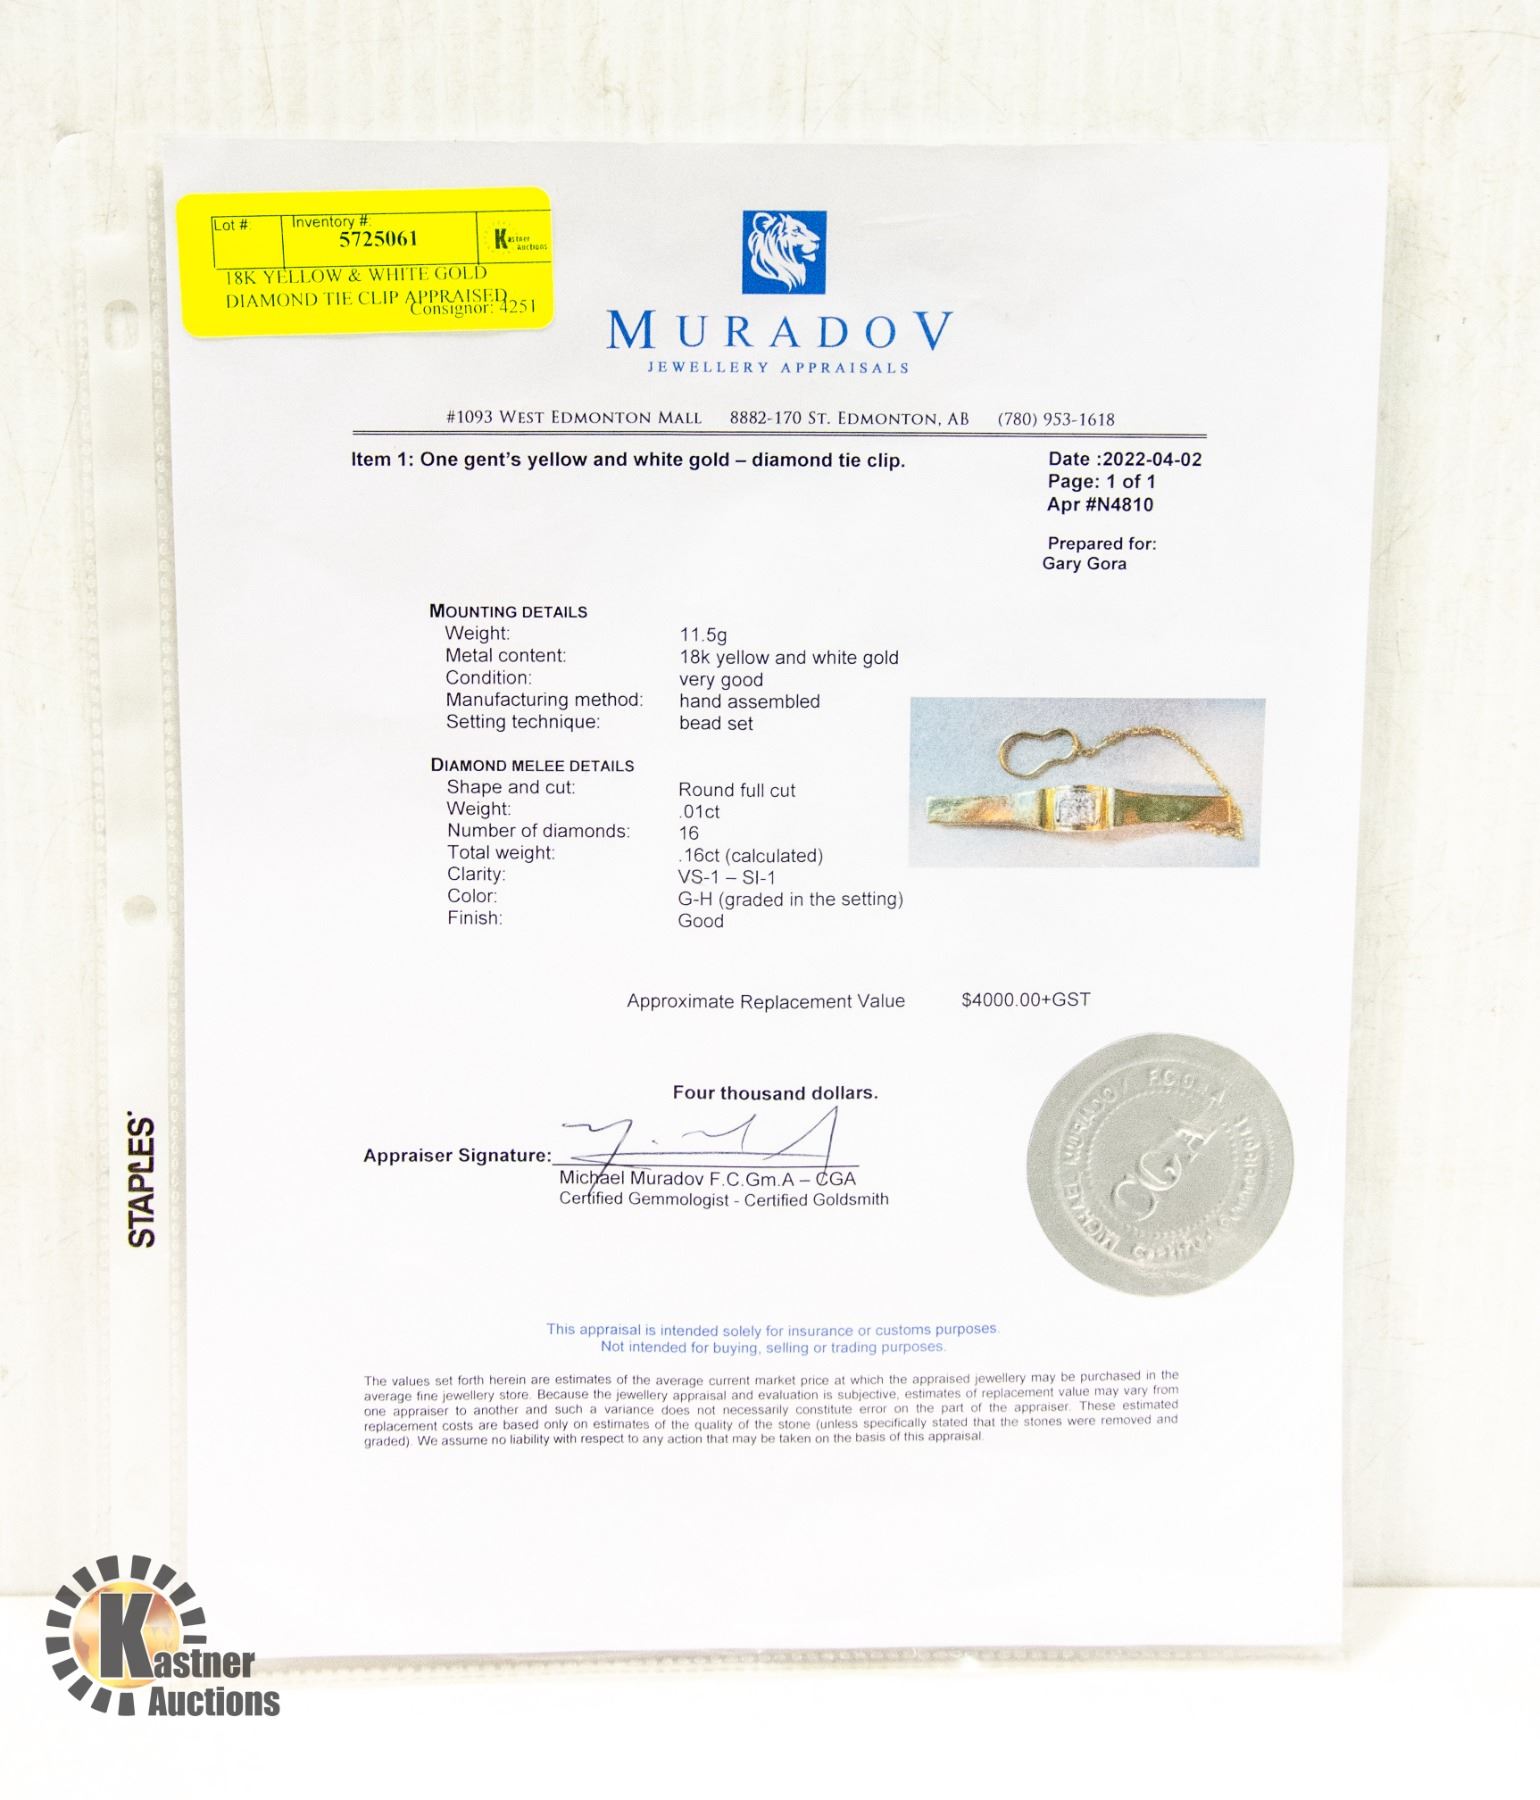 Lot #:
Inventory #:
5725061
Kastner Auctions
18K YELLOW & WHITE GOLD
DIAMOND TIE CLIP APPRAISED
Consignor: 4251
MURADOV
JEWELLERY APPRAISALS
#1093 WEST EDMONTON MALL 8882-170 ST. EDMONTON, AB (780) 953-1618
Item 1: One gent's yellow and white gold – diamond tie clip.
Date :2022-04-02
Page: 1 of 1
Apr #N4810
Prepared for:
Gary Gora
MOUNTING DETAILS
Weight: 11.5g
Metal content: 18k yellow and white gold
Condition: very good
Manufacturing method: hand assembled
Setting technique: bead set
DIAMOND MELEE DETAILS
Shape and cut: Round full cut
Weight: .01ct
Number of diamonds: 16
Total weight: .16ct (calculated)
Clarity: VS-1 – SI-1
Color: G-H (graded in the setting)
Finish: Good
Approximate Replacement Value $4000.00+GST
Four thousand dollars.
Appraiser Signature:
Michael Muradov F.C.Gm.A – CGA
Certified Gemmologist - Certified Goldsmith
MICHAEL MURADOV F.C.G.A
CGA
This appraisal is intended solely for insurance or customs purposes.
Not intended for buying, selling or trading purposes.
The values set forth herein are estimates of the average current market price at which the appraised jewellery may be purchased in the
average fine jewellery store. Because the jewellery appraisal and evaluation is subjective, estimates of replacement value may vary from
one appraiser to another and such a variance does not necessarily constitute error on the part of the appraiser. These estimated
replacement costs are based only on estimates of the quality of the stone (unless specifically stated that the stones were removed and
graded). We assume no liability with respect to any action that may be taken on the basis of this appraisal.
STAPLES
Kastner
Auctions